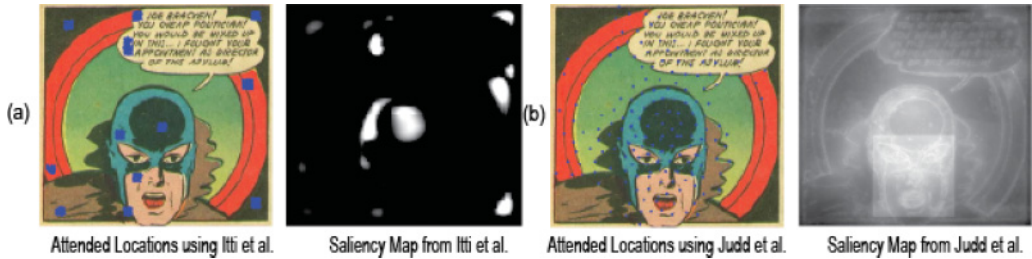 JOE BRACKEN!
YOU CHEAP POLITICIAN!
YOU WOULD BE MIXED UP
IN THIS... I FOUGHT YOUR
APPOINTMENT AS DIRECTOR
OF THE ASYLUM!
(a)
Attended Locations using Itti et al.
Saliency Map from Itti et al.
JOE BRACKEN!
YOU CHEAP POLITICIAN!
YOU WOULD BE MIXED UP
IN THIS... I FOUGHT YOUR
APPOINTMENT AS DIRECTOR
OF THE ASYLUM!
(b)
Attended Locations using Judd et al.
Saliency Map from Judd et al.